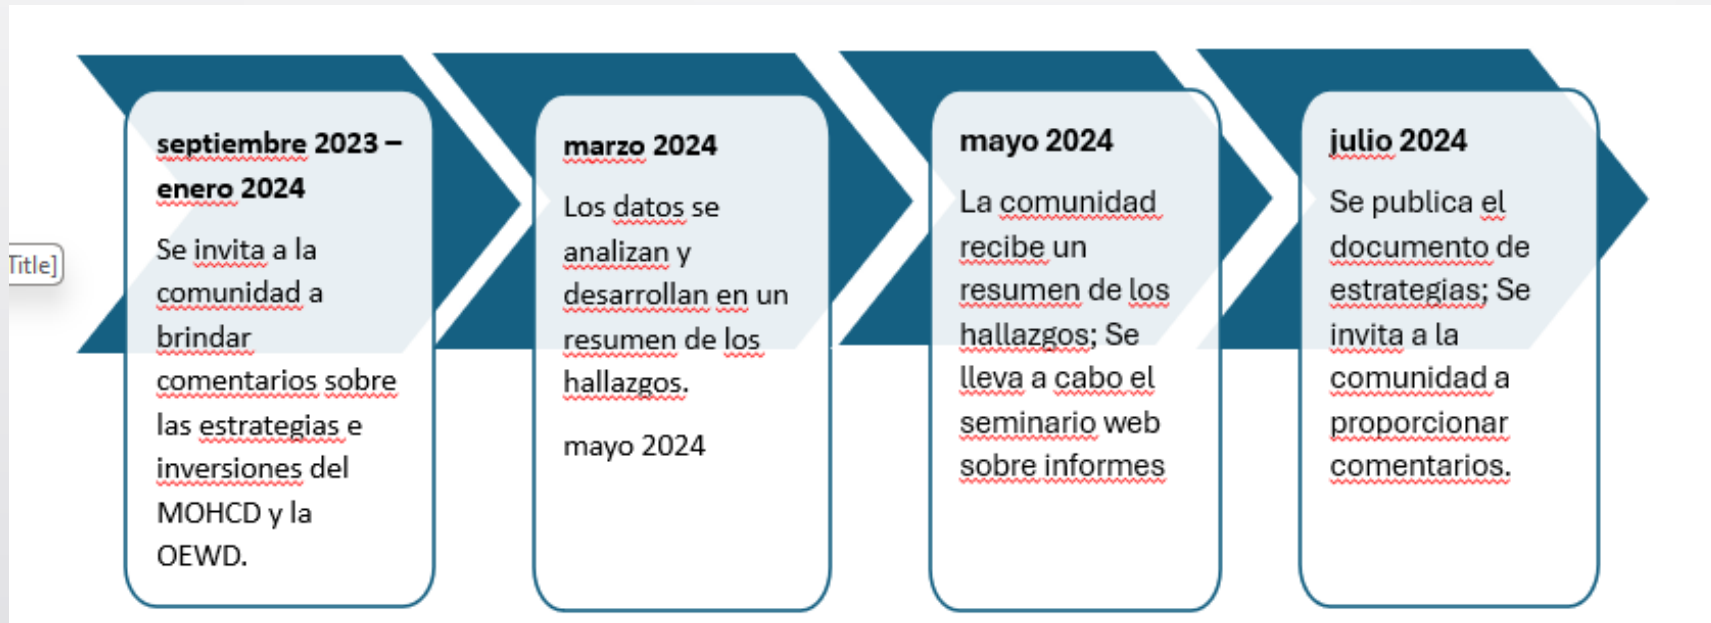 Title]
septiembre 2023 –
enero 2024
Se invita a la
comunidad a
brindar
comentarios sobre
las estrategias e
inversiones del
MOHCD y la
OEWD.
marzo 2024
Los datos se
analizan y
desarrollan en un
resumen de los
hallazgos.
mayo 2024
mayo 2024
La comunidad
recibe un
resumen de los
hallazgos; Se
lleva a cabo el
seminario web
sobre informes
julio 2024
Se publica el
documento de
estrategias; Se
invita a la
comunidad a
proporcionar
comentarios.